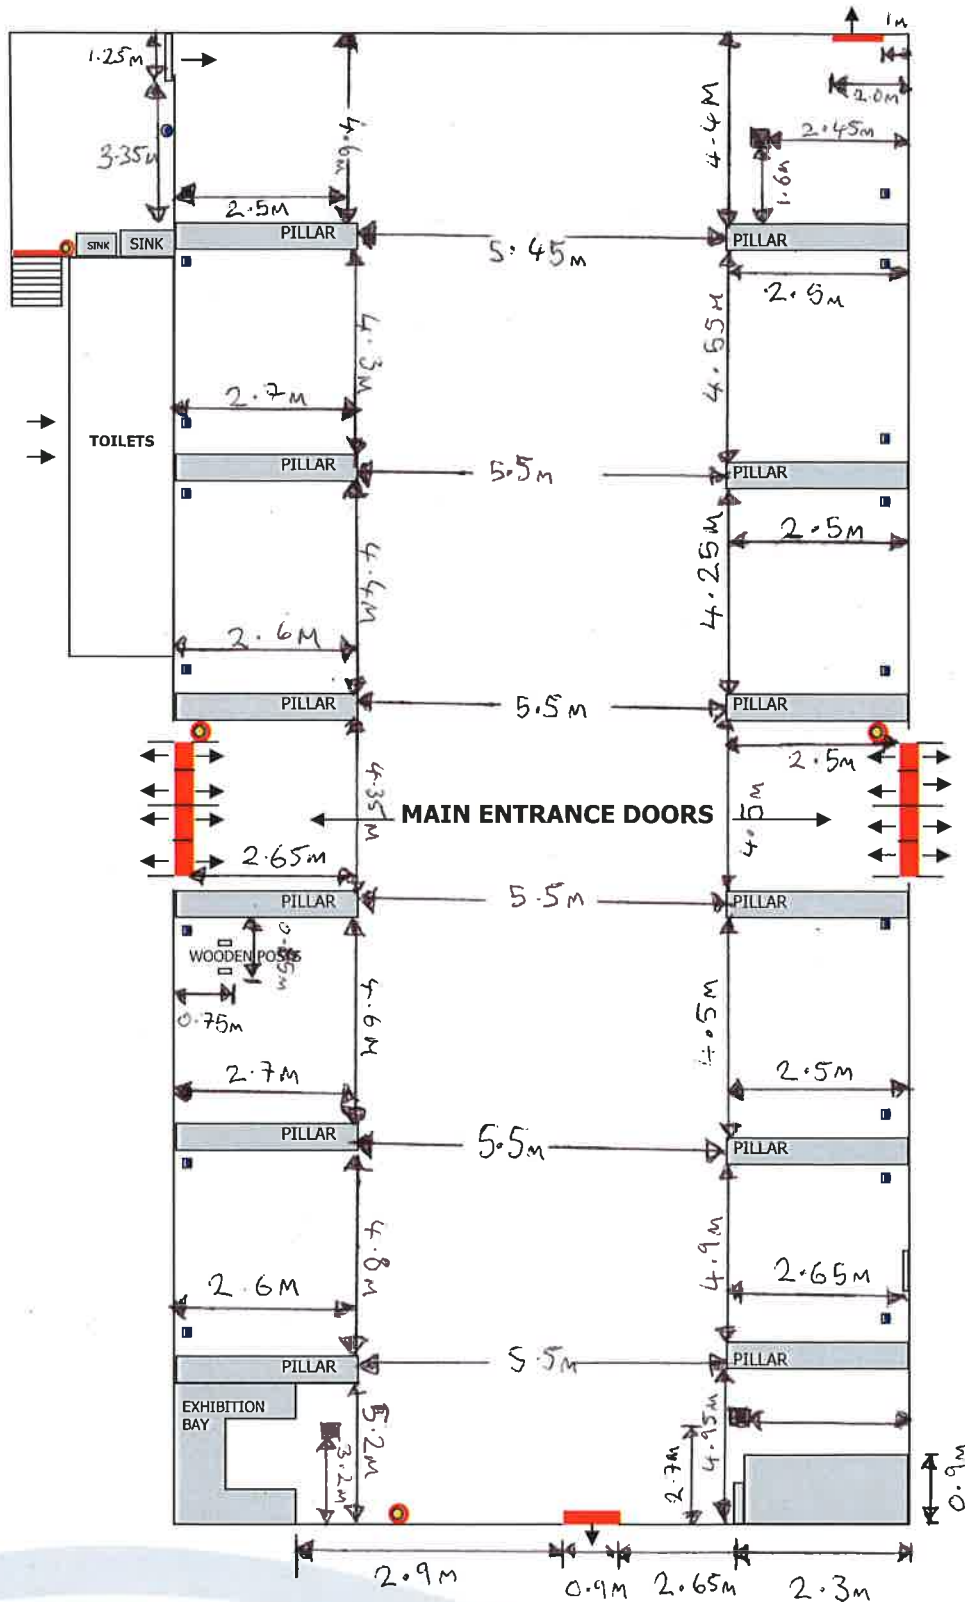 1M
1.25M
2.0M
4.6M
4.4M
2.45M
3.35M
1.6M
2.5M
PILLAR
5.45M
PILLAR
SINK
SINK
2.5M
4.3M
4.55M
2.7M
TOILETS
PILLAR
5.5M
PILLAR
4.4M
4.25M
2.5M
2.6M
PILLAR
5.5M
PILLAR
2.5M
4.35M
MAIN ENTRANCE DOORS
4.5M
2.65M
PILLAR
5.5M
PILLAR
WOODEN POSTS
0.75M
4.6M
4.5M
2.7M
2.5M
PILLAR
5.5M
PILLAR
4.8M
4.9M
2.6M
2.65M
PILLAR
5.5M
PILLAR
EXHIBITION
BAY
5.2M
3.2M
4.95M
2.7M
0.9M
2.9M
0.9M
2.65M
2.3M